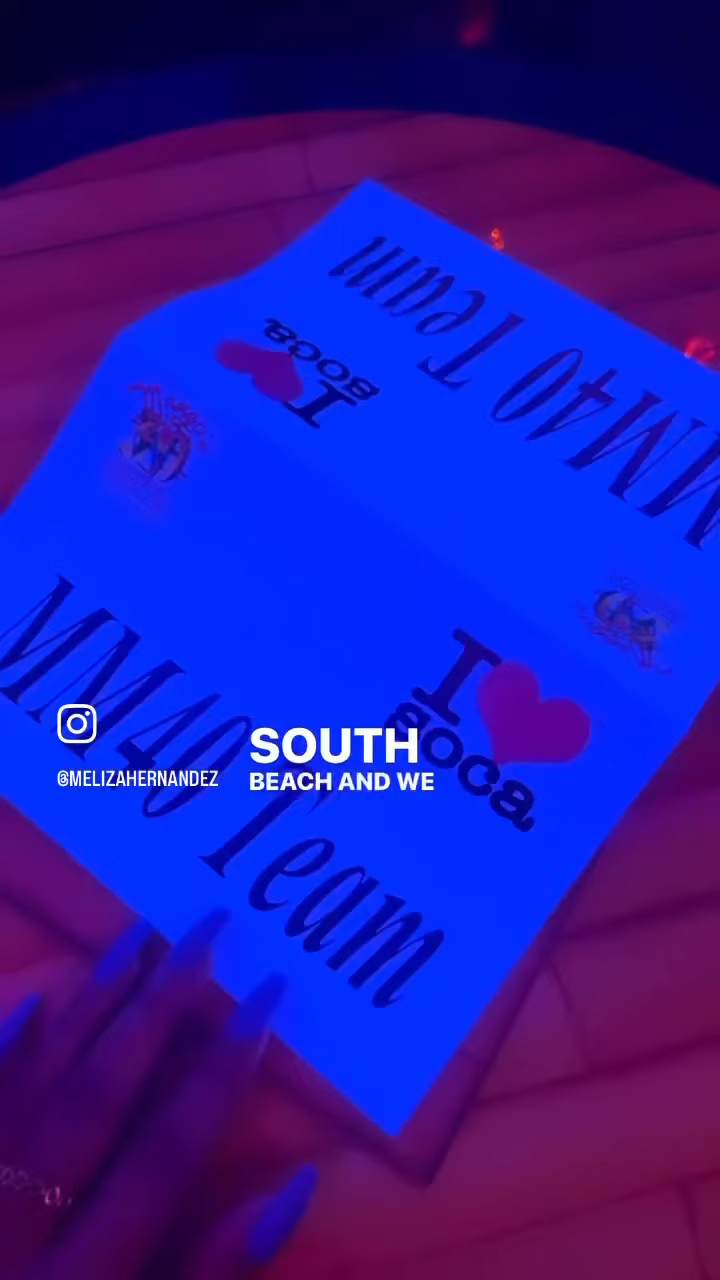 MM40 Team
I
soca
I
soca
MM40 Team
@MELIZAHERNANDEZ
SOUTH
BEACH AND WE